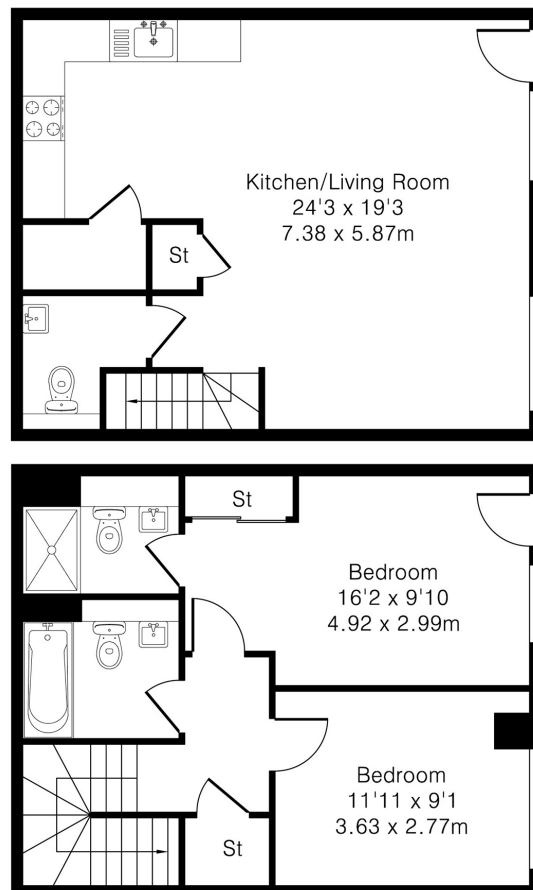 Kitchen/Living Room
24'3 x 19'3
7.38 x 5.87m
St
St
Bedroom
16'2 x 9'10
4.92 x 2.99m
Bedroom
11'11 x 9'1
3.63 x 2.77m
St